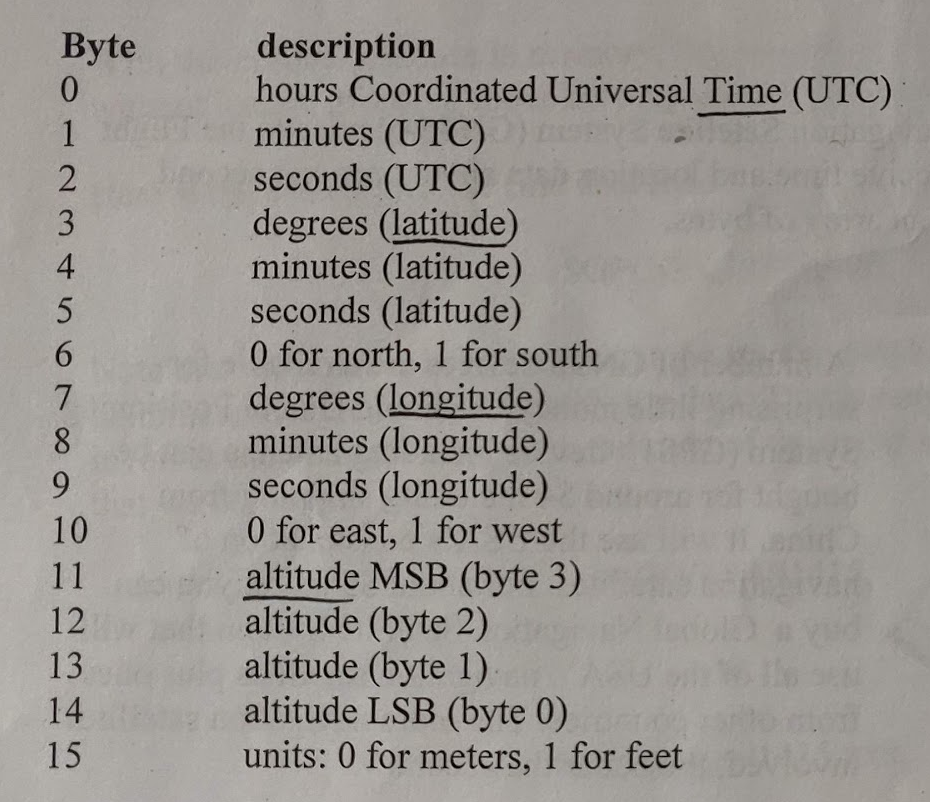 Byte description
0 hours Coordinated Universal Time (UTC)
1 minutes (UTC)
2 seconds (UTC)
3 degrees (latitude)
4 minutes (latitude)
5 seconds (latitude)
6 0 for north, 1 for south
7 degrees (longitude)
8 minutes (longitude)
9 seconds (longitude)
10 0 for east, 1 for west
11 altitude MSB (byte 3)
12 altitude (byte 2)
13 altitude (byte 1)
14 altitude LSB (byte 0)
15 units: 0 for meters, 1 for feet